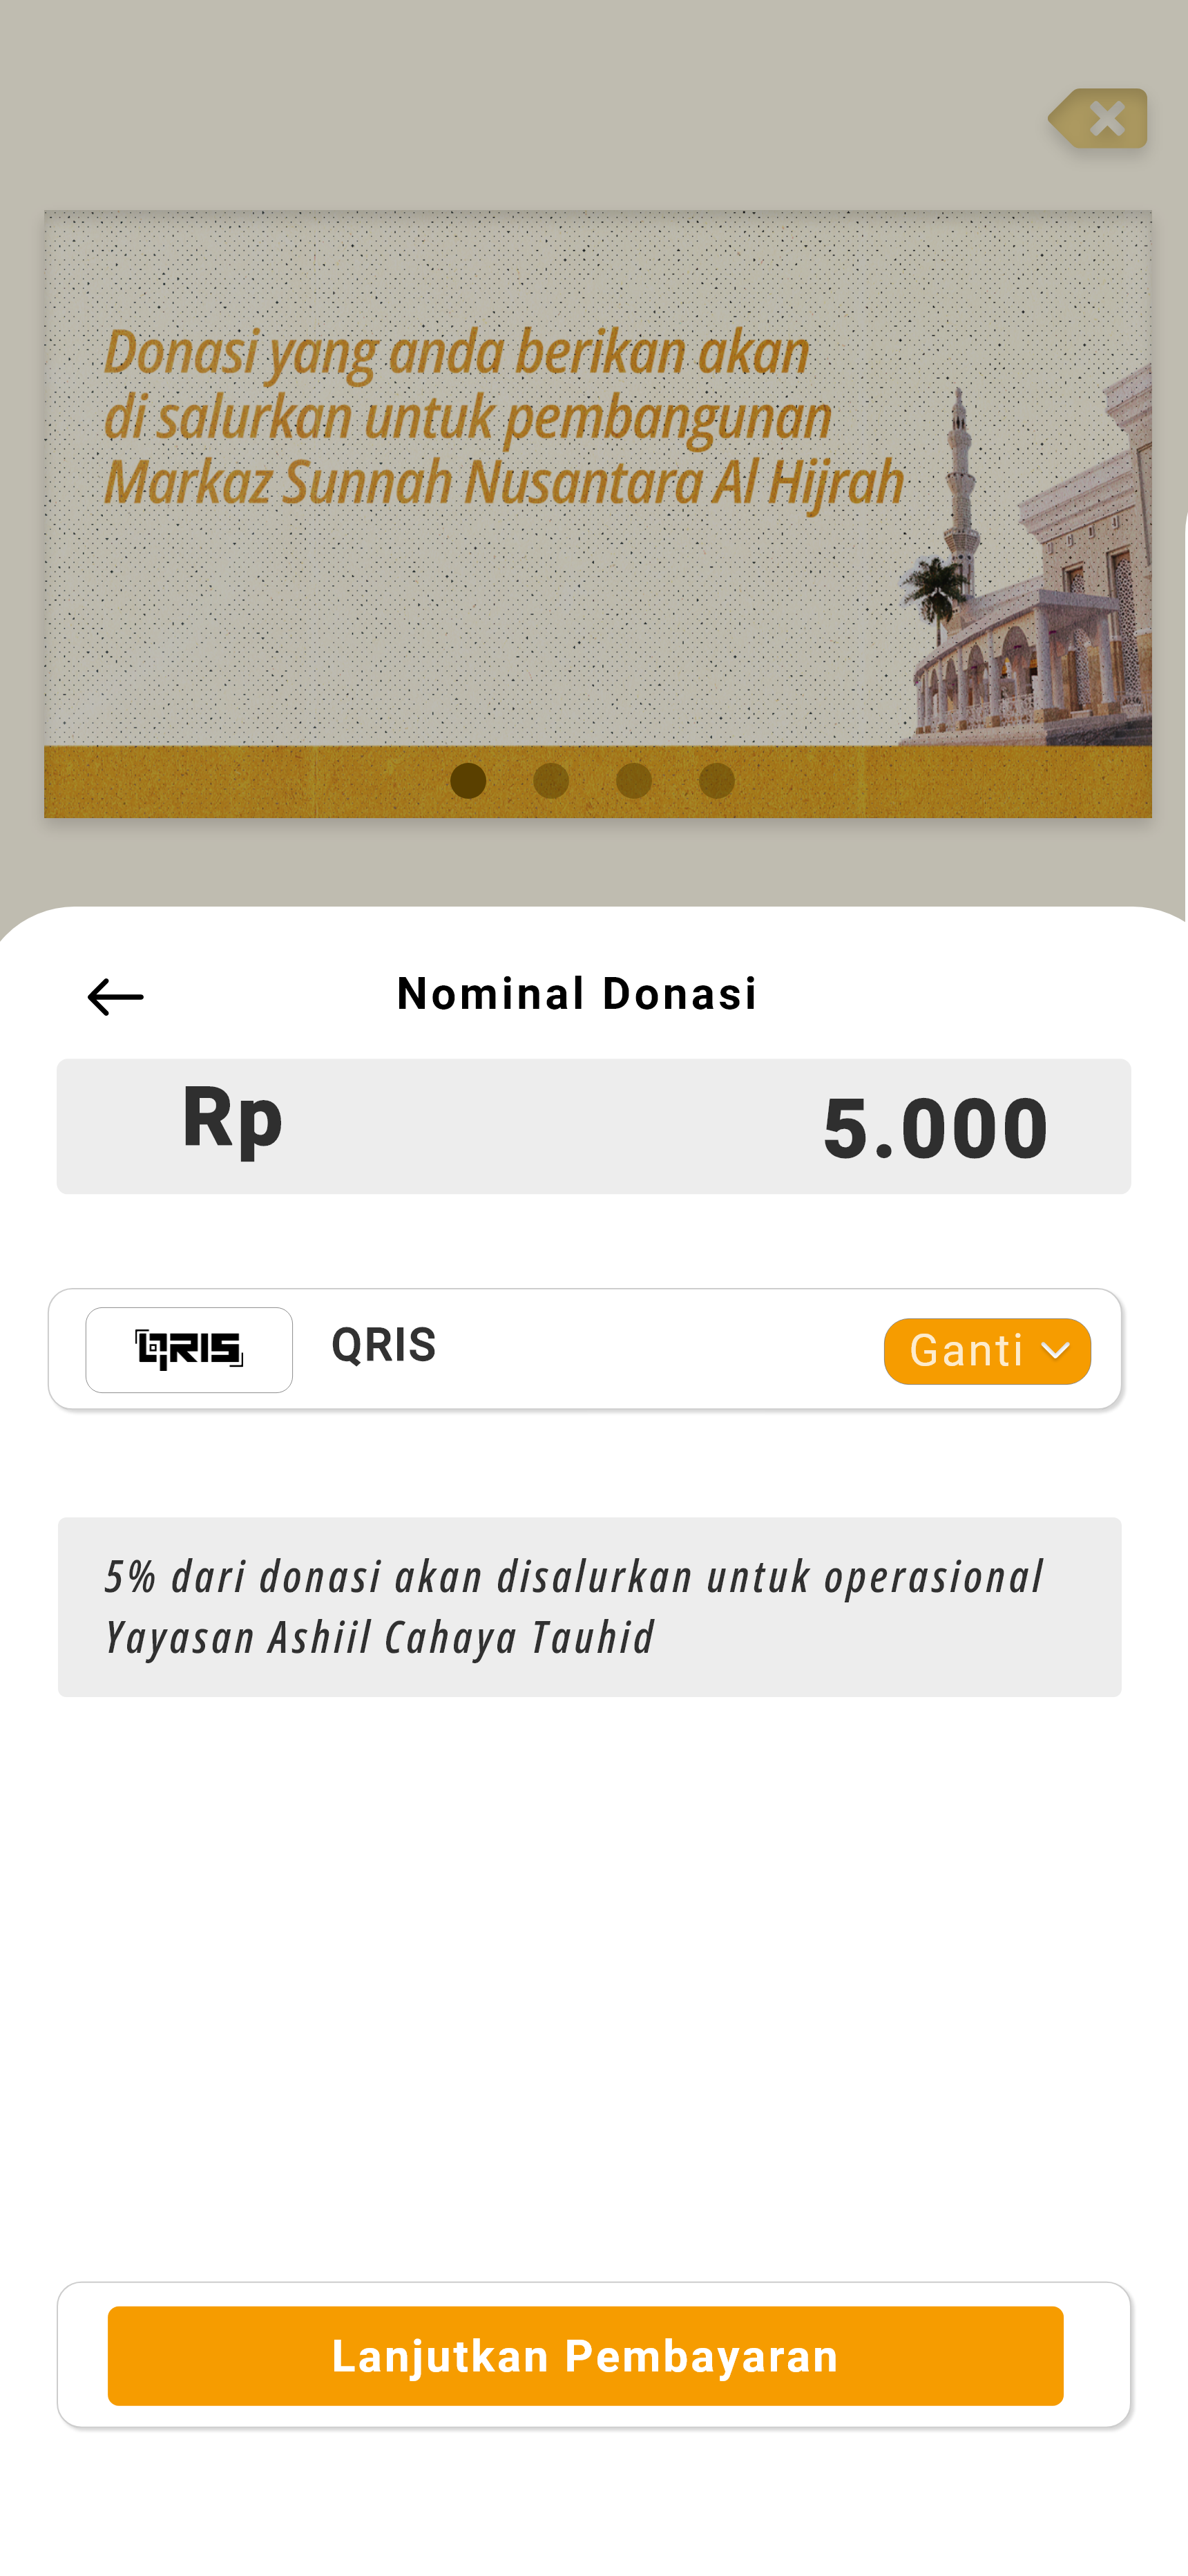 Donasi yang anda berikan akan
di salurkan untuk pembangunan
Markaz Sunnah Nusantara Al Hijrah
Nominal Donasi
Rp 5.000
QRIS QRIS Ganti
5% dari donasi akan disalurkan untuk operasional
Yayasan Ashiil Cahaya Tauhid
Lanjutkan Pembayaran